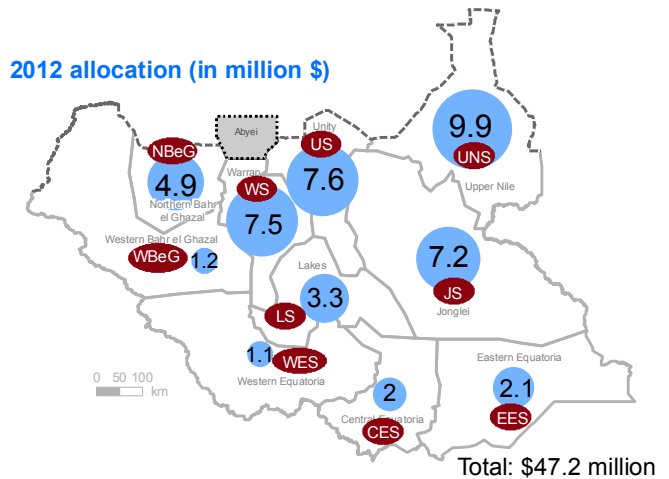 2012 allocation (in million $)
Abyei
Unity
US
7.6
9.9
UNS
Upper Nile
NBeG
4.9
Northern Bahr
el Ghazal
Warrap
WS
7.5
Western Bahr el Ghazal
WBeG
1.2
Lakes
3.3
LS
7.2
JS
Jonglei
1.1
WES
Western Equatoria
0 50 100
km
2
Central Equatoria
CES
Eastern Equatoria
2.1
EES
Total: $47.2 million